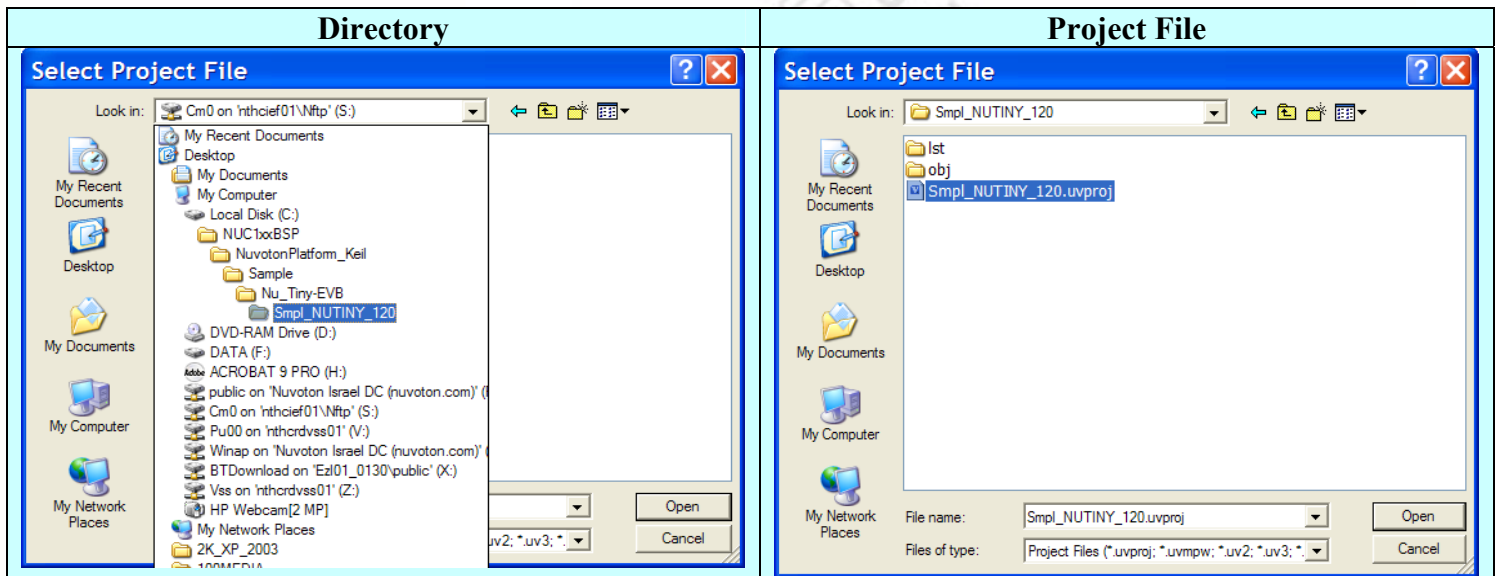 Directory
Project File
Select Project File
Look in:
Cm0 on 'nthcief01\Nftp' (S:)
My Recent Documents
Desktop
My Documents
My Computer
Local Disk (C:)
NUC1xxBSP
NuvotonPlatform_Keil
Sample
Nu_Tiny-EVB
Smpl_NUTINY_120
DVD-RAM Drive (D:)
DATA (F:)
Adobe ACROBAT 9 PRO (H:)
public on 'Nuvoton Israel DC (nuvoton.com)' (
Cm0 on 'nthcief01\Nftp' (S:)
Pu00 on 'nthcrdvss01' (V:)
Winap on 'Nuvoton Israel DC (nuvoton.com)' (
BTDownload on 'Ezl01_0130\public' (X:)
Vss on 'nthcrdvss01' (Z:)
HP Webcam[2 MP]
My Network Places
2K_XP_2003
My Recent
Documents
Desktop
My Documents
My Computer
My Network
Places
Open
uv2; *.uv3; *.
Cancel
Select Project File
Look in:
Smpl_NUTINY_120
lst
obj
Smpl_NUTINY_120.uvproj
My Recent
Documents
Desktop
My Documents
My Computer
My Network
Places
File name:
Smpl_NUTINY_120.uvproj
Open
Files of type:
Project Files (*.uvproj; *.uvmpw; *.uv2; *.uv3; *.
Cancel